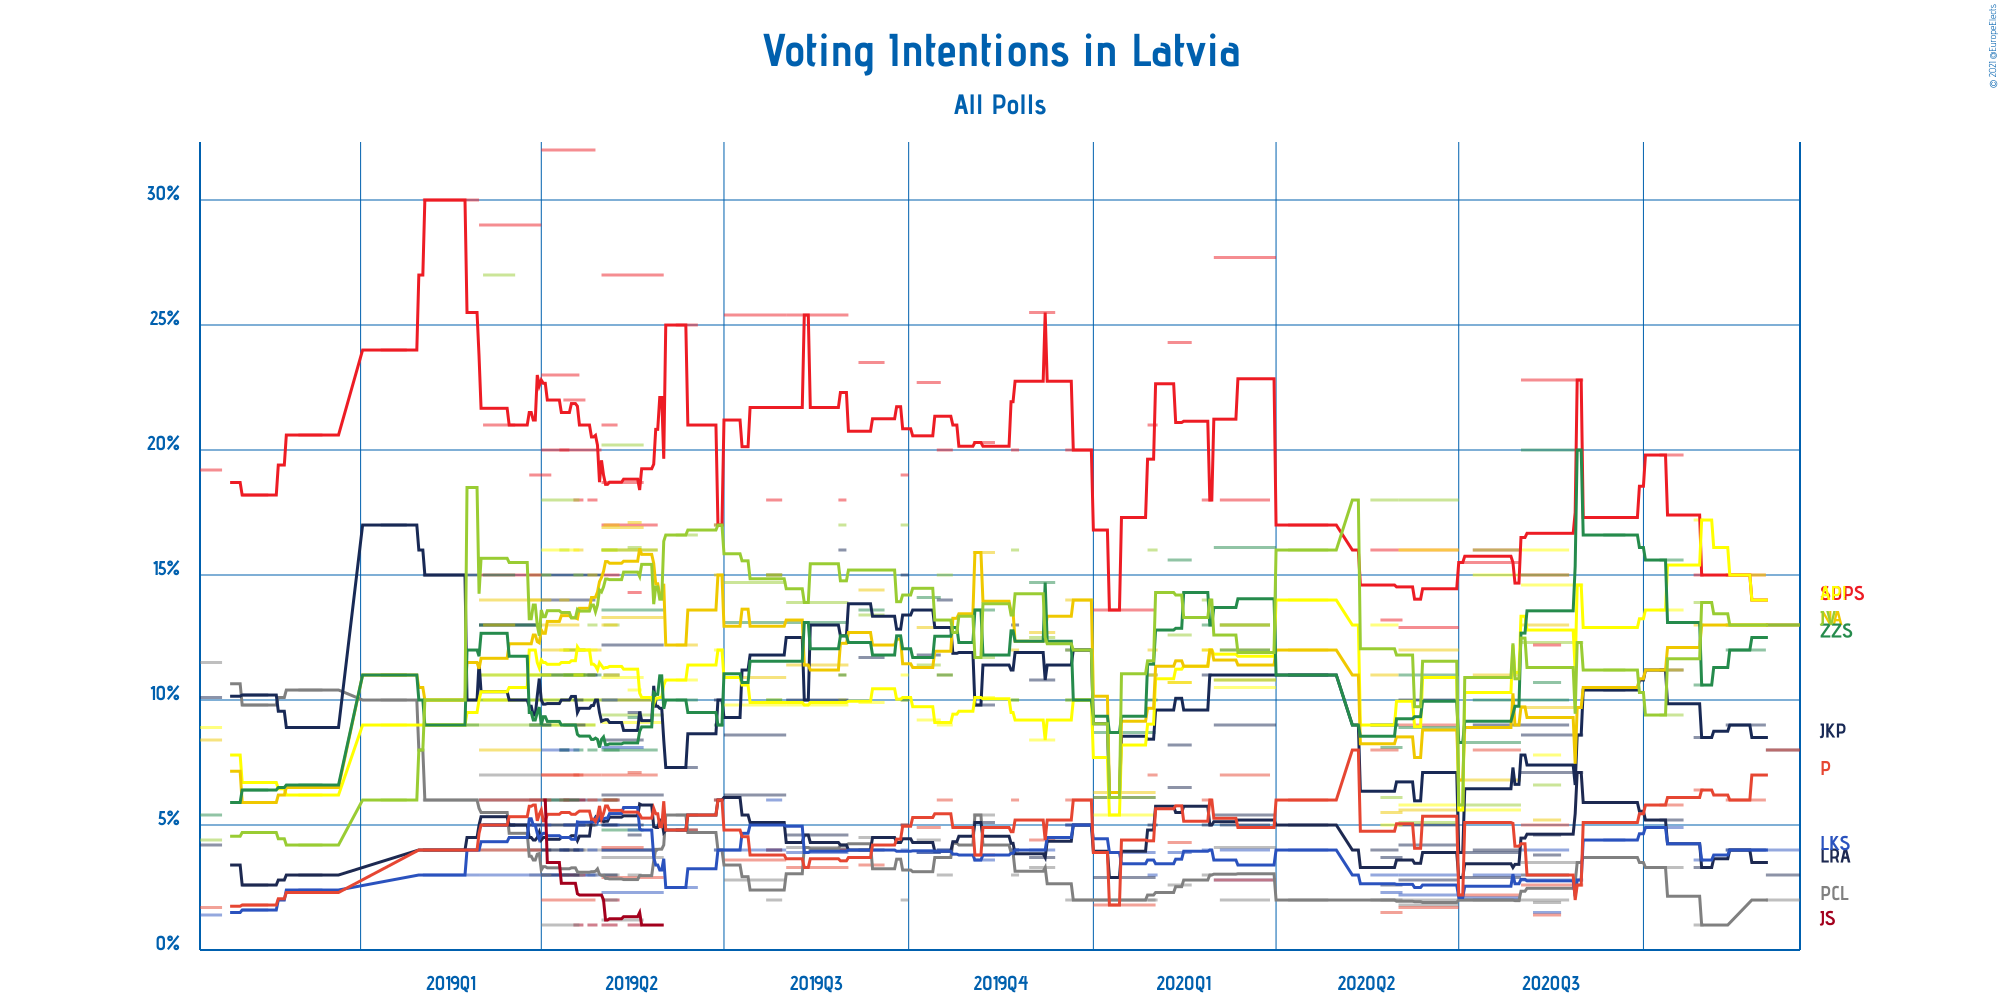 Voting Intentions in Latvia
All Polls
© 2021 @EuropeElects
30%
25%
20%
15%
10%
5%
0%
SDPS
NA
ZZS
JKP
P
LKS
LRA
PCL
JS
2019Q1
2019Q2
2019Q3
2019Q4
2020Q1
2020Q2
2020Q3